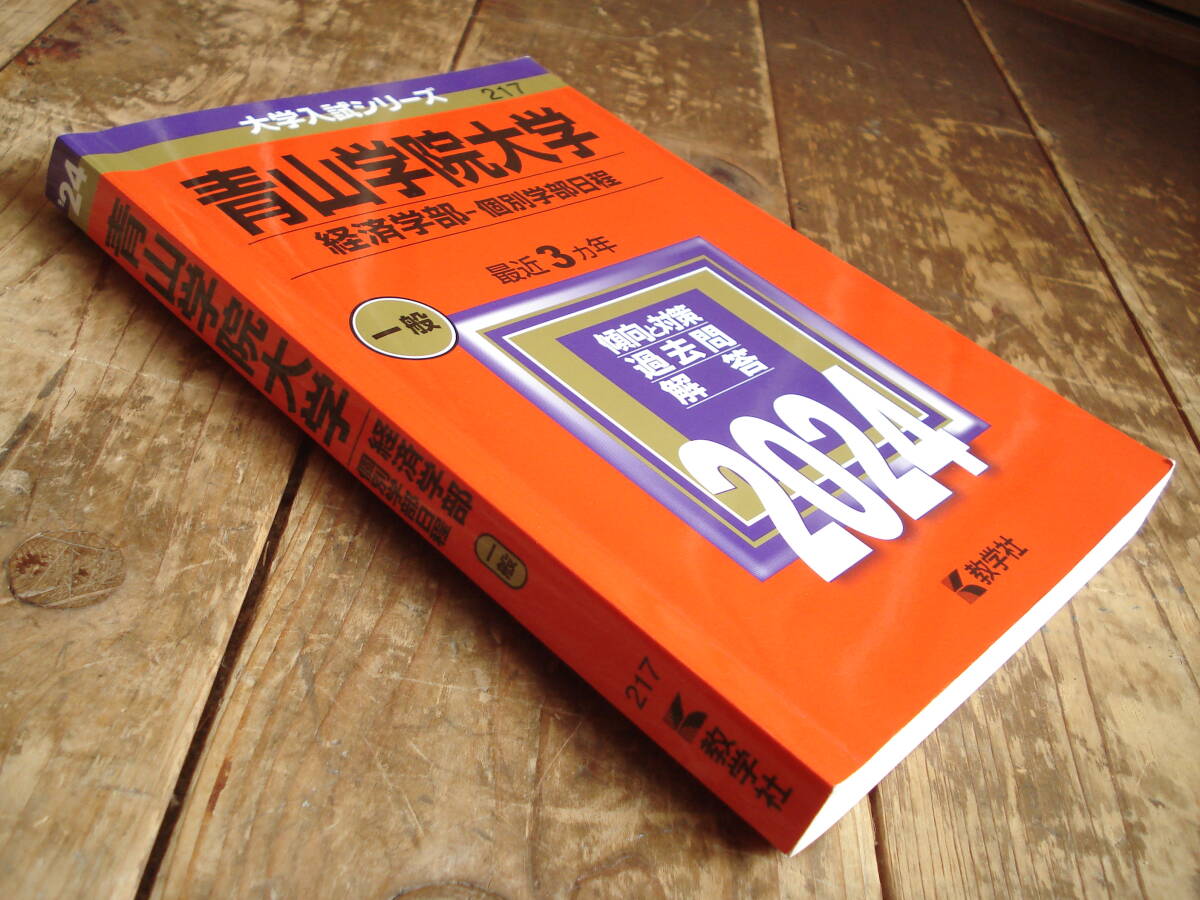 大学入試シリーズ
217
青山学院大学
経済学部-個別学部日程
最近3カ年
一般
傾向と対策
過去問
解答
2024
教学社
'24
青山学院大学
経済学部
個別学部日程
一般
217
教学社